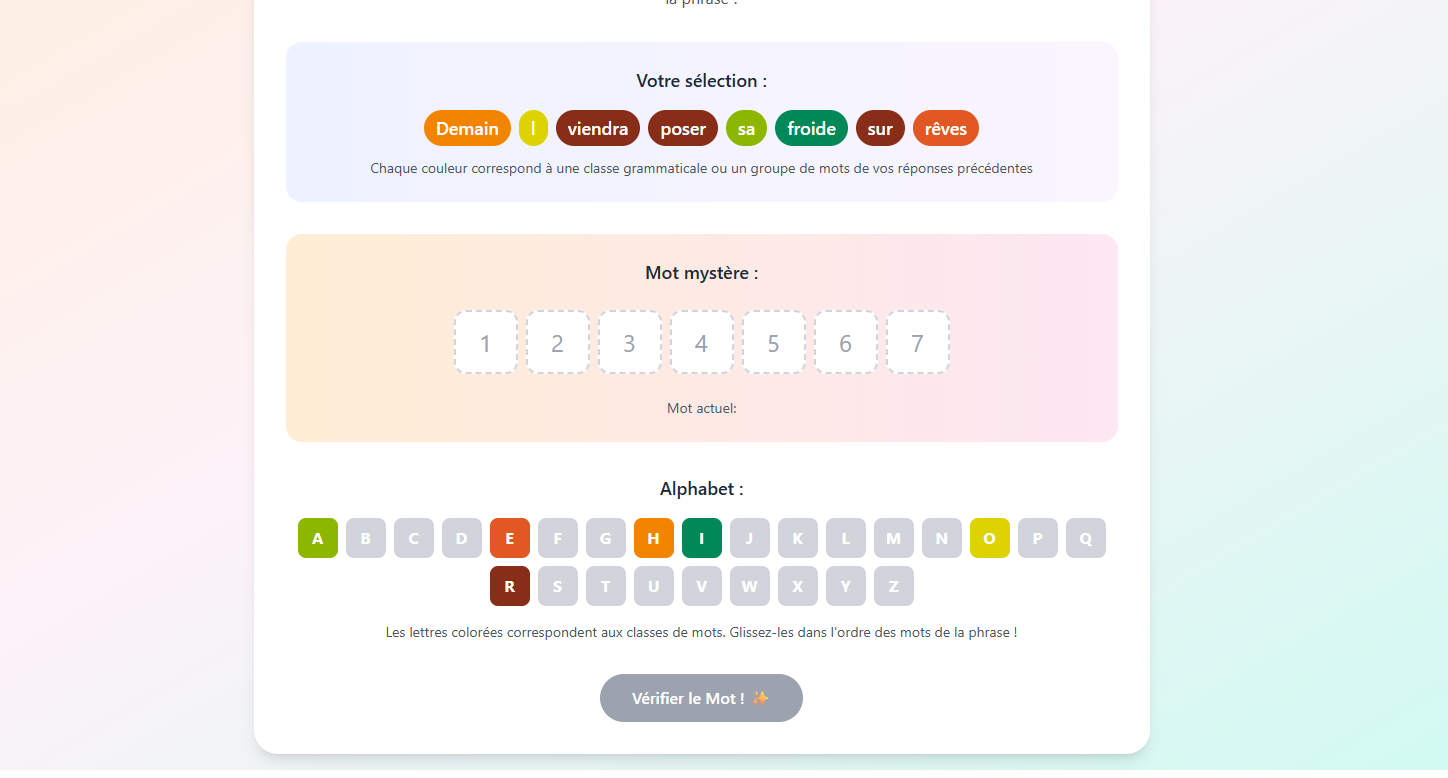 la phrase :
Votre sélection :
Demain l viendra poser sa froide sur rêves
Chaque couleur correspond à une classe grammaticale ou un groupe de mots de vos réponses précédentes
Mot mystère :
1 2 3 4 5 6 7
Mot actuel:
Alphabet :
A B C D E F G H I J K L M N O P Q
R S T U V W X Y Z
Les lettres colorées correspondent aux classes de mots. Glissez-les dans l'ordre des mots de la phrase !
Vérifier le Mot ! ✨